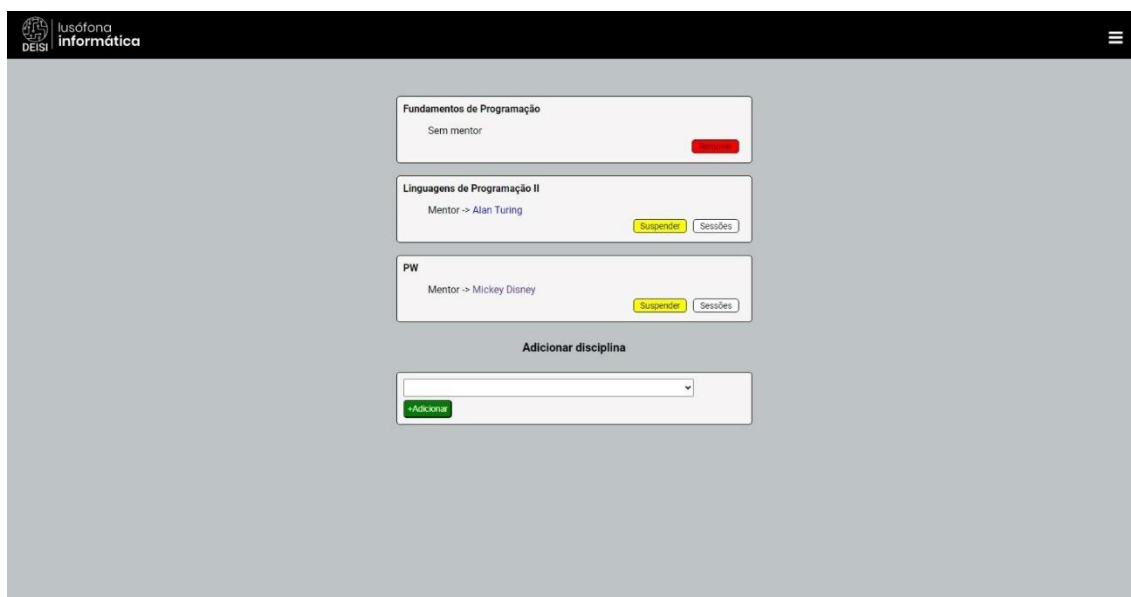 lusófona
DEISI informática
Fundamentos de Programação
Sem mentor
Remover
Linguagens de Programação II
Mentor -> Alan Turing
Suspender Sessões
PW
Mentor -> Mickey Disney
Suspender Sessões
Adicionar disciplina
+Adicionar